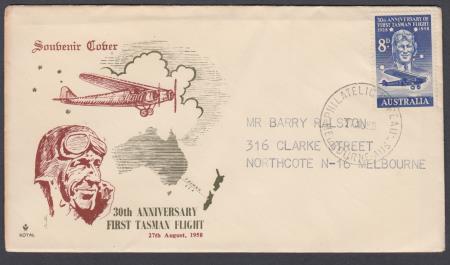 Souvenir Cover
30th ANNIVERSARY OF
FIRST TASMAN FLIGHT
1928 1958
8D
AUSTRALIA
PHILATELIC
MR BARRY RALSTON
316 CLARKE STREET,
NORTHCOTE N-16 MELBOURNE
30th ANNIVERSARY
FIRST TASMAN FLIGHT
27th August, 1958
ROYAL